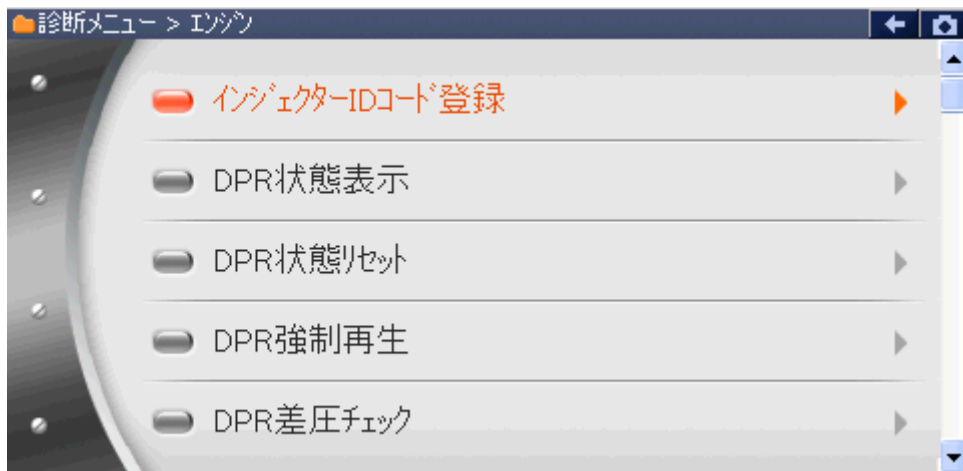 診断メニュー > エンジン
インジェクターIDコード登録
DPR状態表示
DPR状態リセット
DPR強制再生
DPR差圧チェック